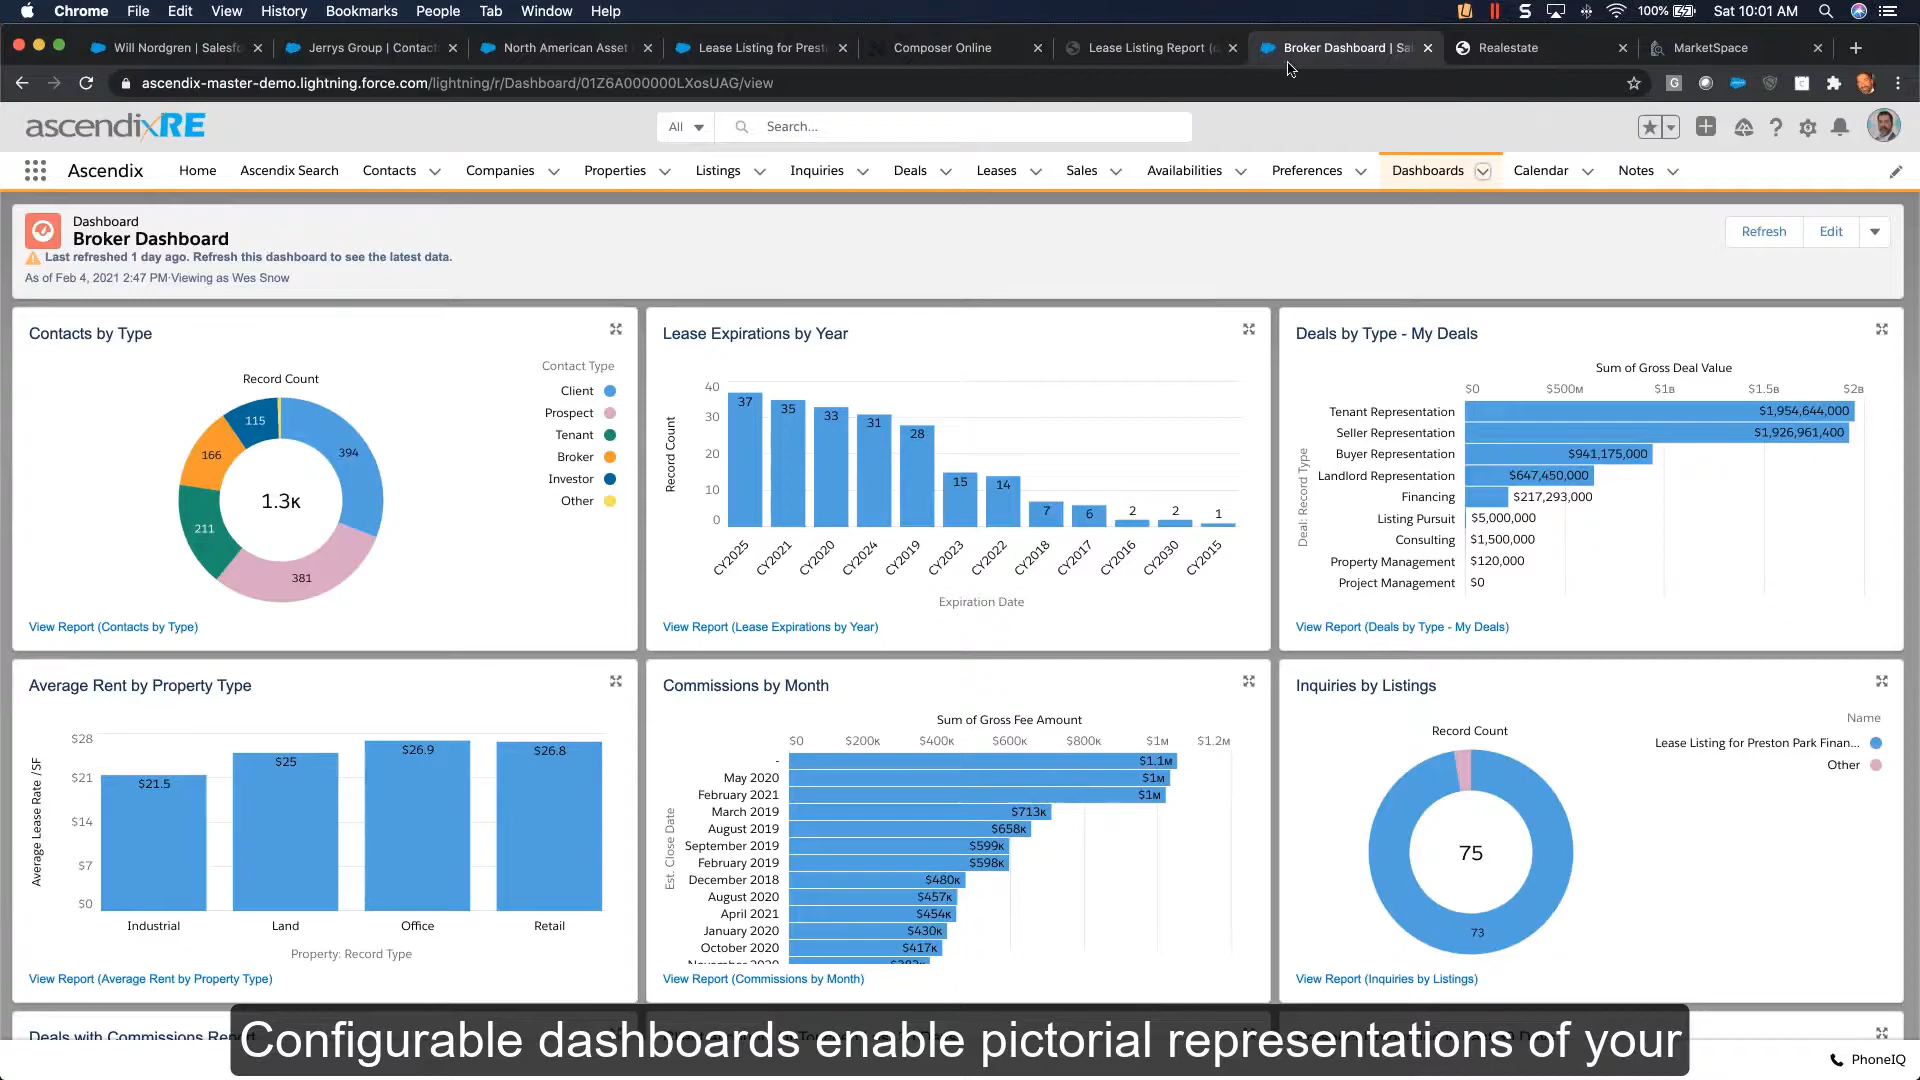 Chrome File Edit View History Bookmarks People Tab Window Help
100% Sat 10:01 AM
Will Nordgren | Salesfo
Jerrys Group | Contact
North American Asset
Lease Listing for Prest
Composer Online
Lease Listing Report (
Broker Dashboard | Sa
Realestate
MarketSpace
ascendix-master-demo.lightning.force.com/lightning/r/Dashboard/01Z6A000000LXosUAG/view
ascendixRE
All
Search...
Ascendix Home Ascendix Search Contacts Companies Properties Listings Inquiries Deals Leases Sales Availabilities Preferences Dashboards Calendar Notes
Dashboard
Broker Dashboard
Last refreshed 1 day ago. Refresh this dashboard to see the latest data.
As of Feb 4, 2021 2:47 PM·Viewing as Wes Snow
Refresh Edit
Contacts by Type
Record Count
Contact Type
Client
Prospect
Tenant
Broker
Investor
Other
115
394
166
1.3K
211
381
View Report (Contacts by Type)
Lease Expirations by Year
Record Count
40
30
20
10
0
37 35 33 31 28 15 14 7 6 2 2 1
CY2025 CY2021 CY2020 CY2024 CY2019 CY2023 CY2022 CY2018 CY2017 CY2016 CY2030 CY2015
Expiration Date
View Report (Lease Expirations by Year)
Deals by Type - My Deals
Sum of Gross Deal Value
$0 $500M $1B $1.5B $2B
Deal: Record Type
Tenant Representation $1,954,644,000
Seller Representation $1,926,961,400
Buyer Representation $941,175,000
Landlord Representation $647,450,000
Financing $217,293,000
Listing Pursuit $5,000,000
Consulting $1,500,000
Property Management $120,000
Project Management $0
View Report (Deals by Type - My Deals)
Average Rent by Property Type
Average Lease Rate /SF
$28
$21
$14
$7
$0
$21.5 $25 $26.9 $26.8
Industrial Land Office Retail
Property: Record Type
View Report (Average Rent by Property Type)
Commissions by Month
Sum of Gross Fee Amount
$0 $200K $400K $600K $800K $1M $1.2M
Est. Close Date
- $1.1M
May 2020 $1M
February 2021 $1M
March 2019 $713K
August 2019 $658K
September 2019 $599K
February 2019 $598K
December 2018 $480K
August 2020 $457K
April 2021 $454K
January 2020 $430K
October 2020 $417K
View Report (Commissions by Month)
Inquiries by Listings
Record Count
Name
Lease Listing for Preston Park Finan...
Other
75
73
View Report (Inquiries by Listings)
Deals with Commissions
Configurable dashboards enable pictorial representations of your
PhoneIQ